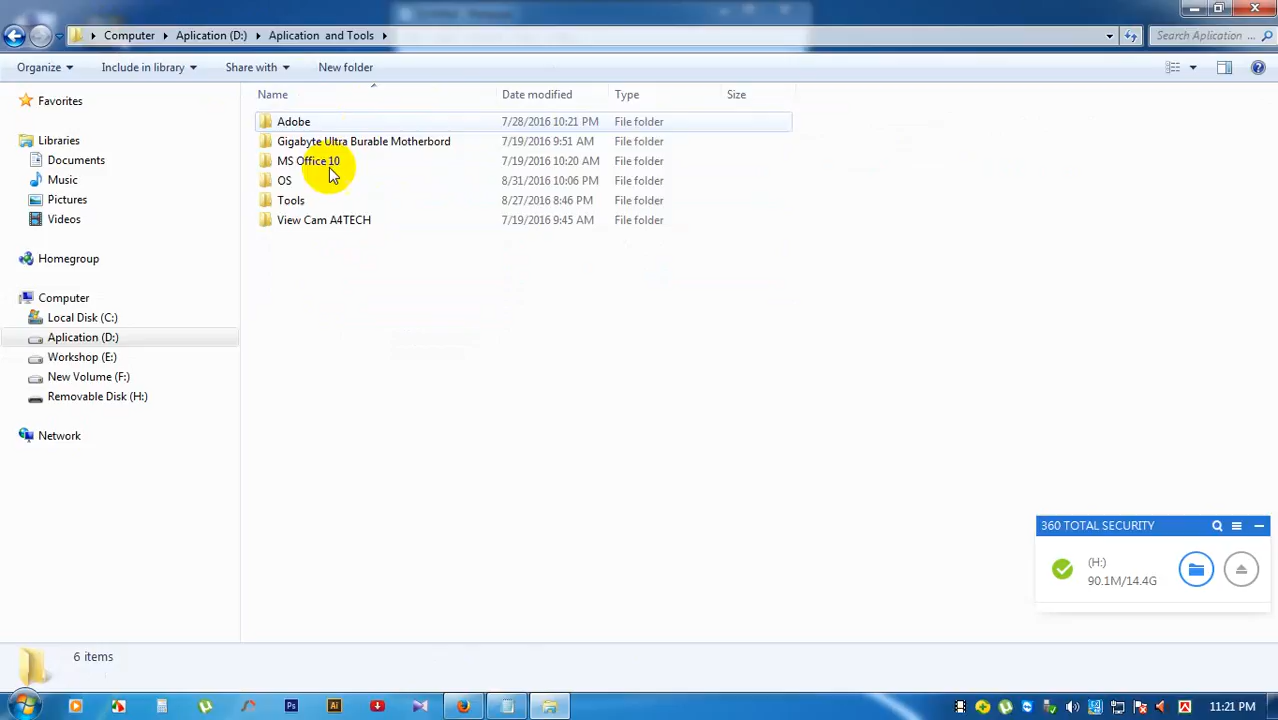 Computer Aplication (D:) Aplication and Tools Search Aplication ...
Organize Include in library Share with New folder
Name Date modified Type Size
Favorites
Libraries
Documents
Music
Pictures
Videos
Homegroup
Computer
Local Disk (C:)
Aplication (D:)
Workshop (E:)
New Volume (F:)
Removable Disk (H:)
Network
Adobe 7/28/2016 10:21 PM File folder
Gigabyte Ultra Burable Motherbord 7/19/2016 9:51 AM File folder
MS Office 10 7/19/2016 10:20 AM File folder
OS 8/31/2016 10:06 PM File folder
Tools 8/27/2016 8:46 PM File folder
View Cam A4TECH 7/19/2016 9:45 AM File folder
360 TOTAL SECURITY
(H:)
90.1M/14.4G
6 items
Ps Ai
11:21 PM